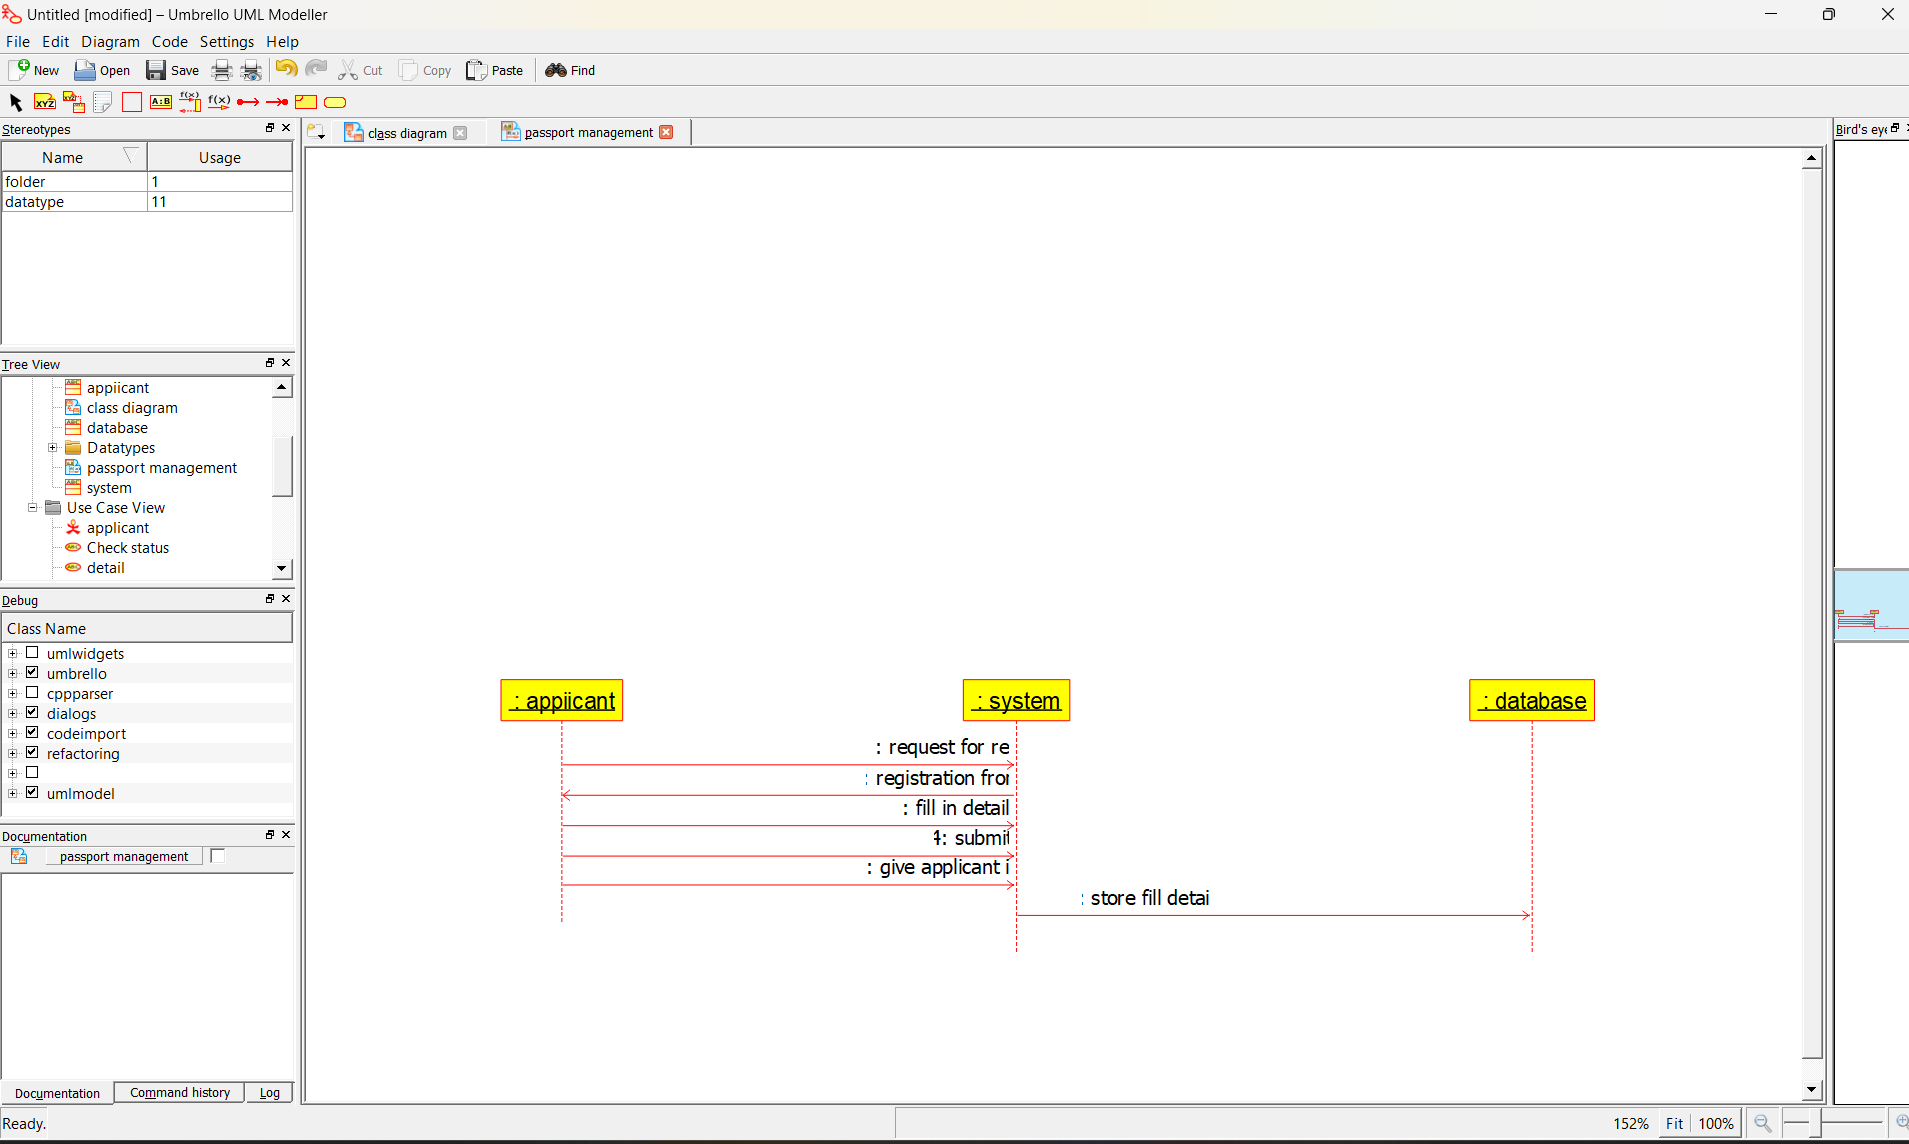 Untitled [modified] – Umbrello UML Modeller
File Edit Diagram Code Settings Help
New Open Save Cut Copy Paste Find
XYZ A:B f(x) f(x)
Stereotypes
Name Usage
folder 1
datatype 11
Tree View
appiicant
class diagram
database
Datatypes
passport management
system
Use Case View
applicant
Check status
detail
Debug
Class Name
umlwidgets
umbrello
cppparser
dialogs
codeimport
refactoring
umlmodel
Documentation
passport management
Documentation Command history Log
class diagram passport management
: appiicant : system : database
: request for re
: registration fror
: fill in detail
: submit
: give applicant i
: store fill detai
Bird's eye
Ready.
152% Fit 100%